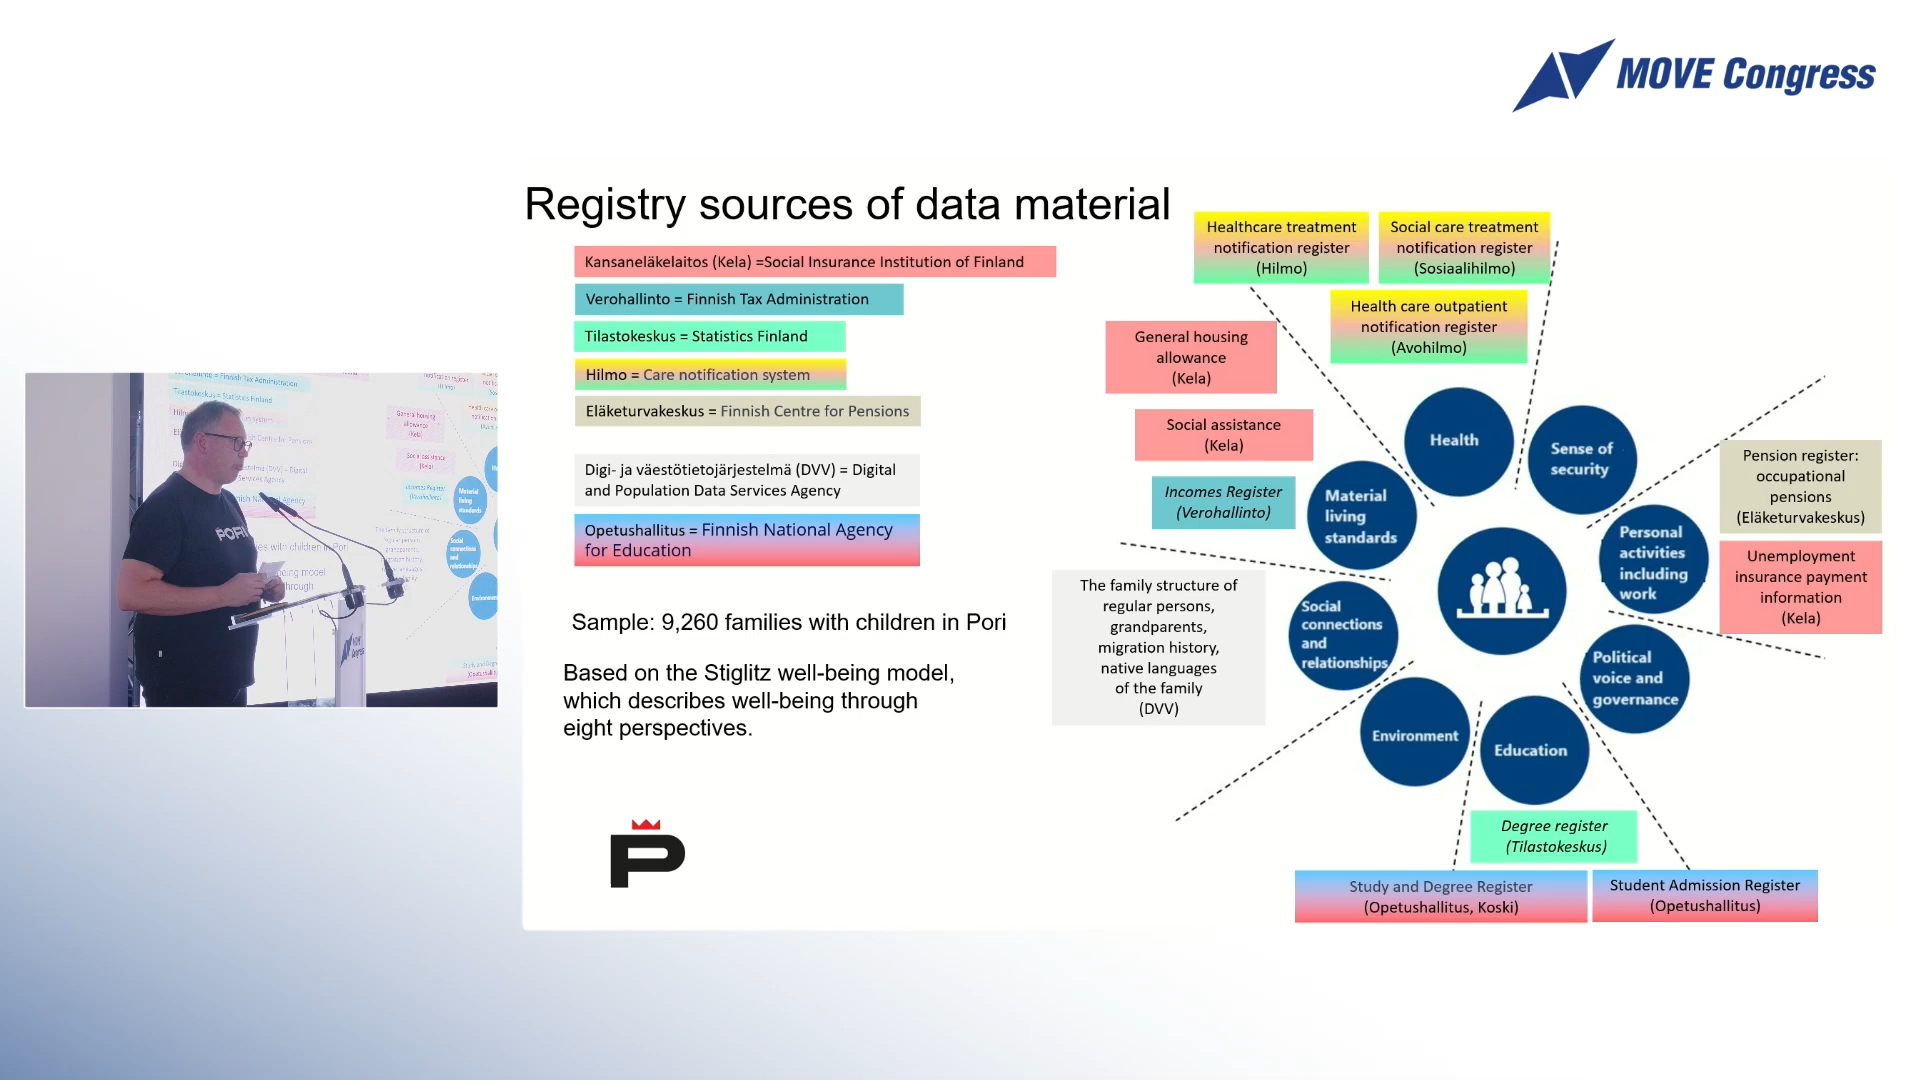 MOVE Congress
Registry sources of data material
Kansaneläkelaitos (Kela) =Social Insurance Institution of Finland
Verohallinto = Finnish Tax Administration
Tilastokeskus = Statistics Finland
Hilmo = Care notification system
Eläketurvakeskus = Finnish Centre for Pensions
Digi- ja väestötietojärjestelmä (DVV) = Digital
and Population Data Services Agency
Opetushallitus = Finnish National Agency
for Education
Sample: 9,260 families with children in Pori
Based on the Stiglitz well-being model,
which describes well-being through
eight perspectives.
P
Healthcare treatment
notification register
(Hilmo)
Social care treatment
notification register
(Sosiaalihilmo)
Health care outpatient
notification register
(Avohilmo)
General housing
allowance
(Kela)
Social assistance
(Kela)
Incomes Register
(Verohallinto)
The family structure of
regular persons,
grandparents,
migration history,
native languages
of the family
(DVV)
Health
Sense of
security
Material
living
standards
Personal
activities
including
work
Social
connections
and
relationships
Political
voice and
governance
Environment
Education
Pension register:
occupational
pensions
(Eläketurvakeskus)
Unemployment
insurance payment
information
(Kela)
Degree register
(Tilastokeskus)
Study and Degree Register
(Opetushallitus, Koski)
Student Admission Register
(Opetushallitus)
PORI
MOVE
Congress